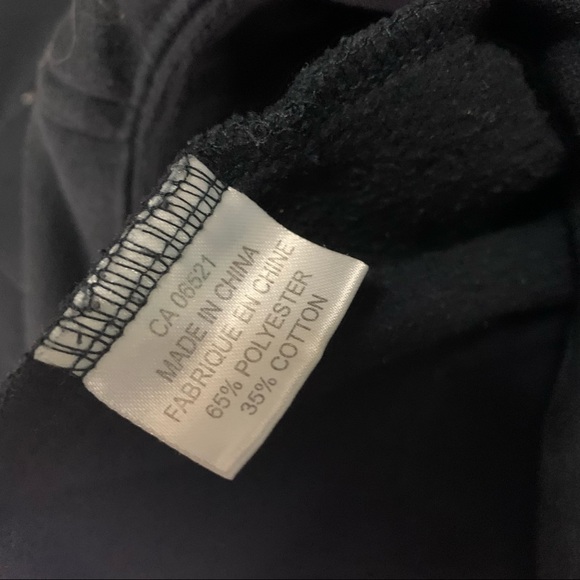 CA 06521
MADE IN CHINA
FABRIQUE EN CHINE
65% POLYESTER
35% COTTON